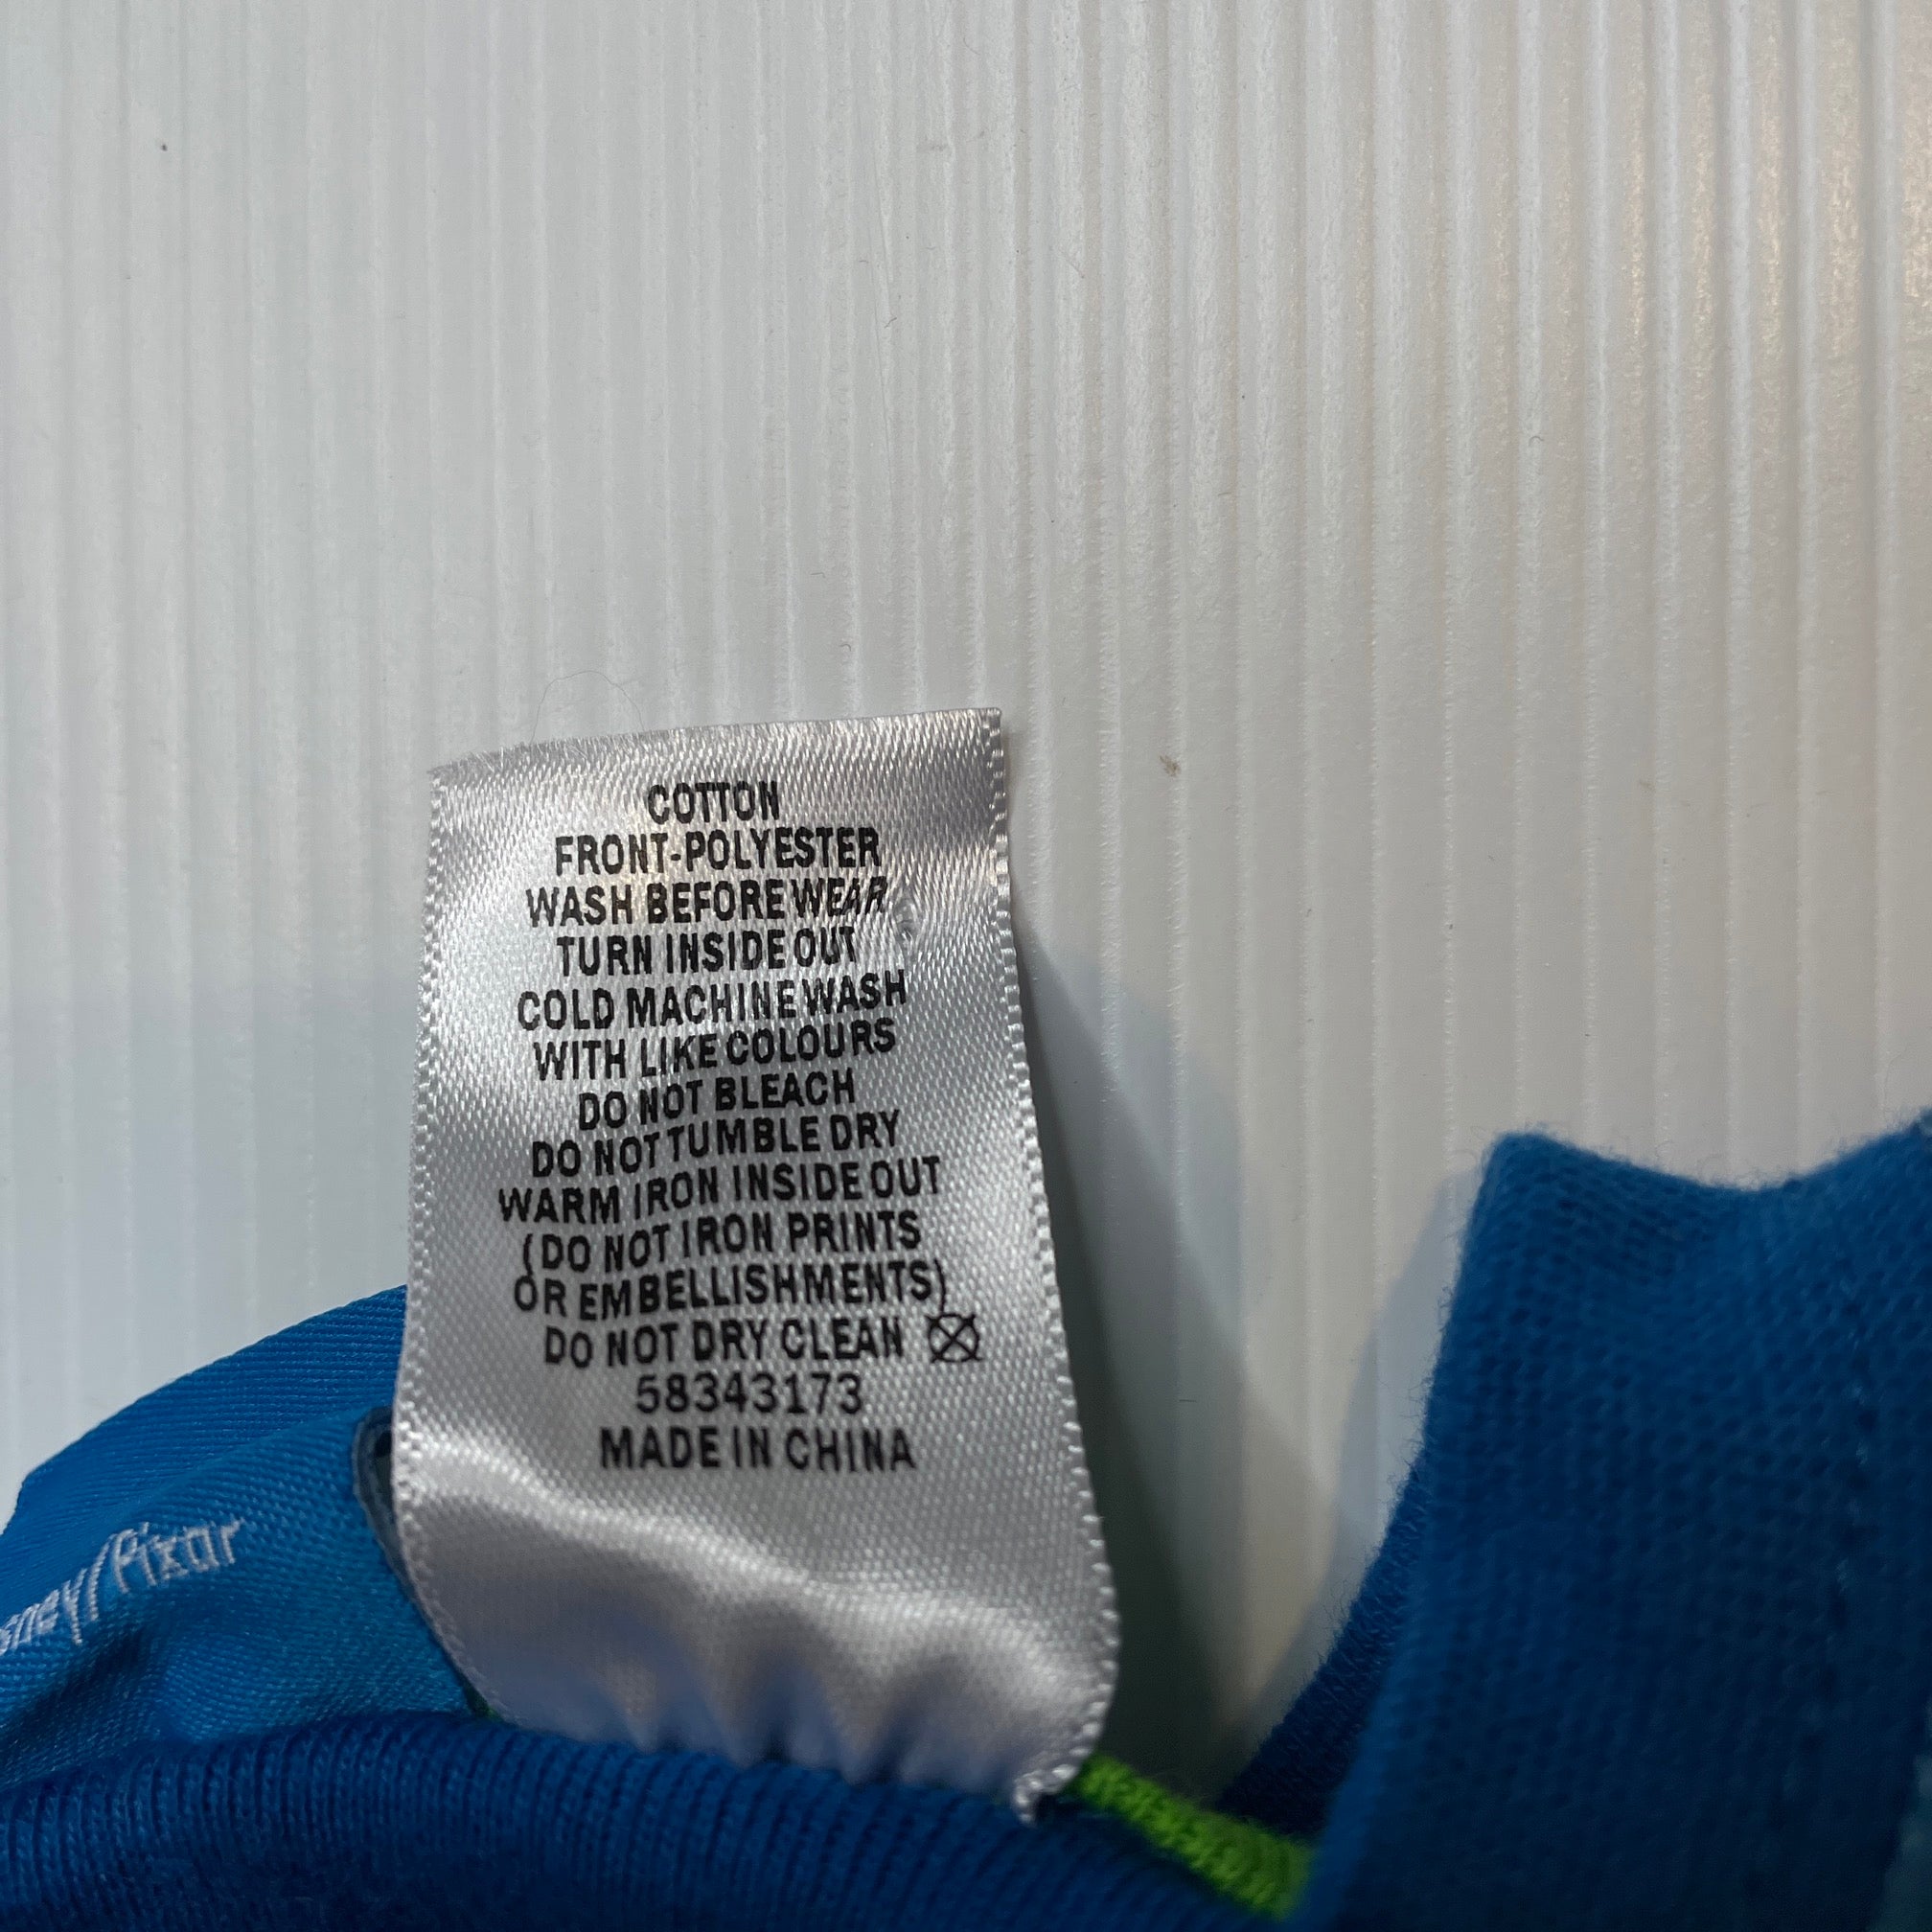 COTTON
FRONT-POLYESTER
WASH BEFORE WEAR
TURN INSIDE OUT
COLD MACHINE WASH
WITH LIKE COLOURS
DO NOT BLEACH
DO NOT TUMBLE DRY
WARM IRON INSIDE OUT
(DO NOT IRON PRINTS
OR EMBELLISHMENTS)
DO NOT DRY CLEAN
58343173
MADE IN CHINA
sney/Pixar